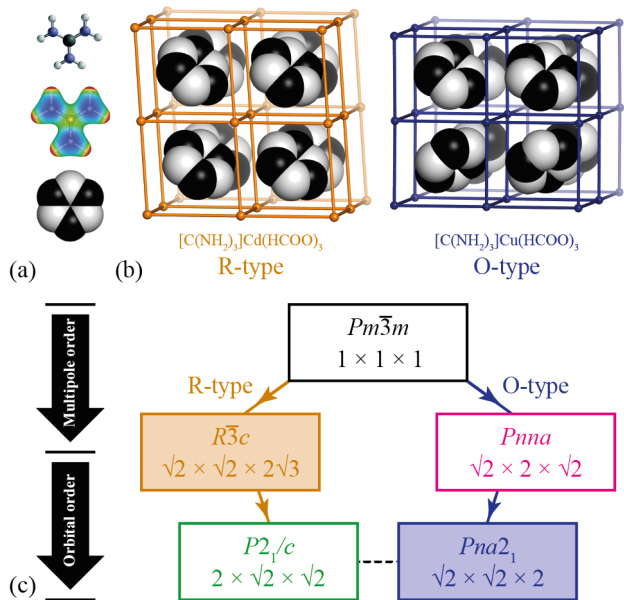 (a)
(b)
[C(NH₂)₃]Cd(HCOO)₃
R-type
[C(NH₂)₃]Cu(HCOO)₃
O-type
Multipole order
Pm3̅m
1 × 1 × 1
R-type
O-type
R3̅c
√2 × √2 × 2√3
Pnna
√2 × 2 × √2
Orbital order
P2₁/c
2 × √2 × √2
Pna2₁
√2 × √2 × 2
(c)